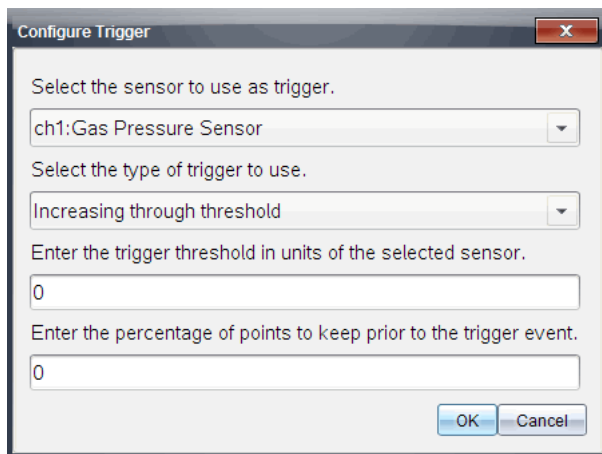 Configure Trigger
Select the sensor to use as trigger.
ch1:Gas Pressure Sensor
Select the type of trigger to use.
Increasing through threshold
Enter the trigger threshold in units of the selected sensor.
0
Enter the percentage of points to keep prior to the trigger event.
0
OK Cancel